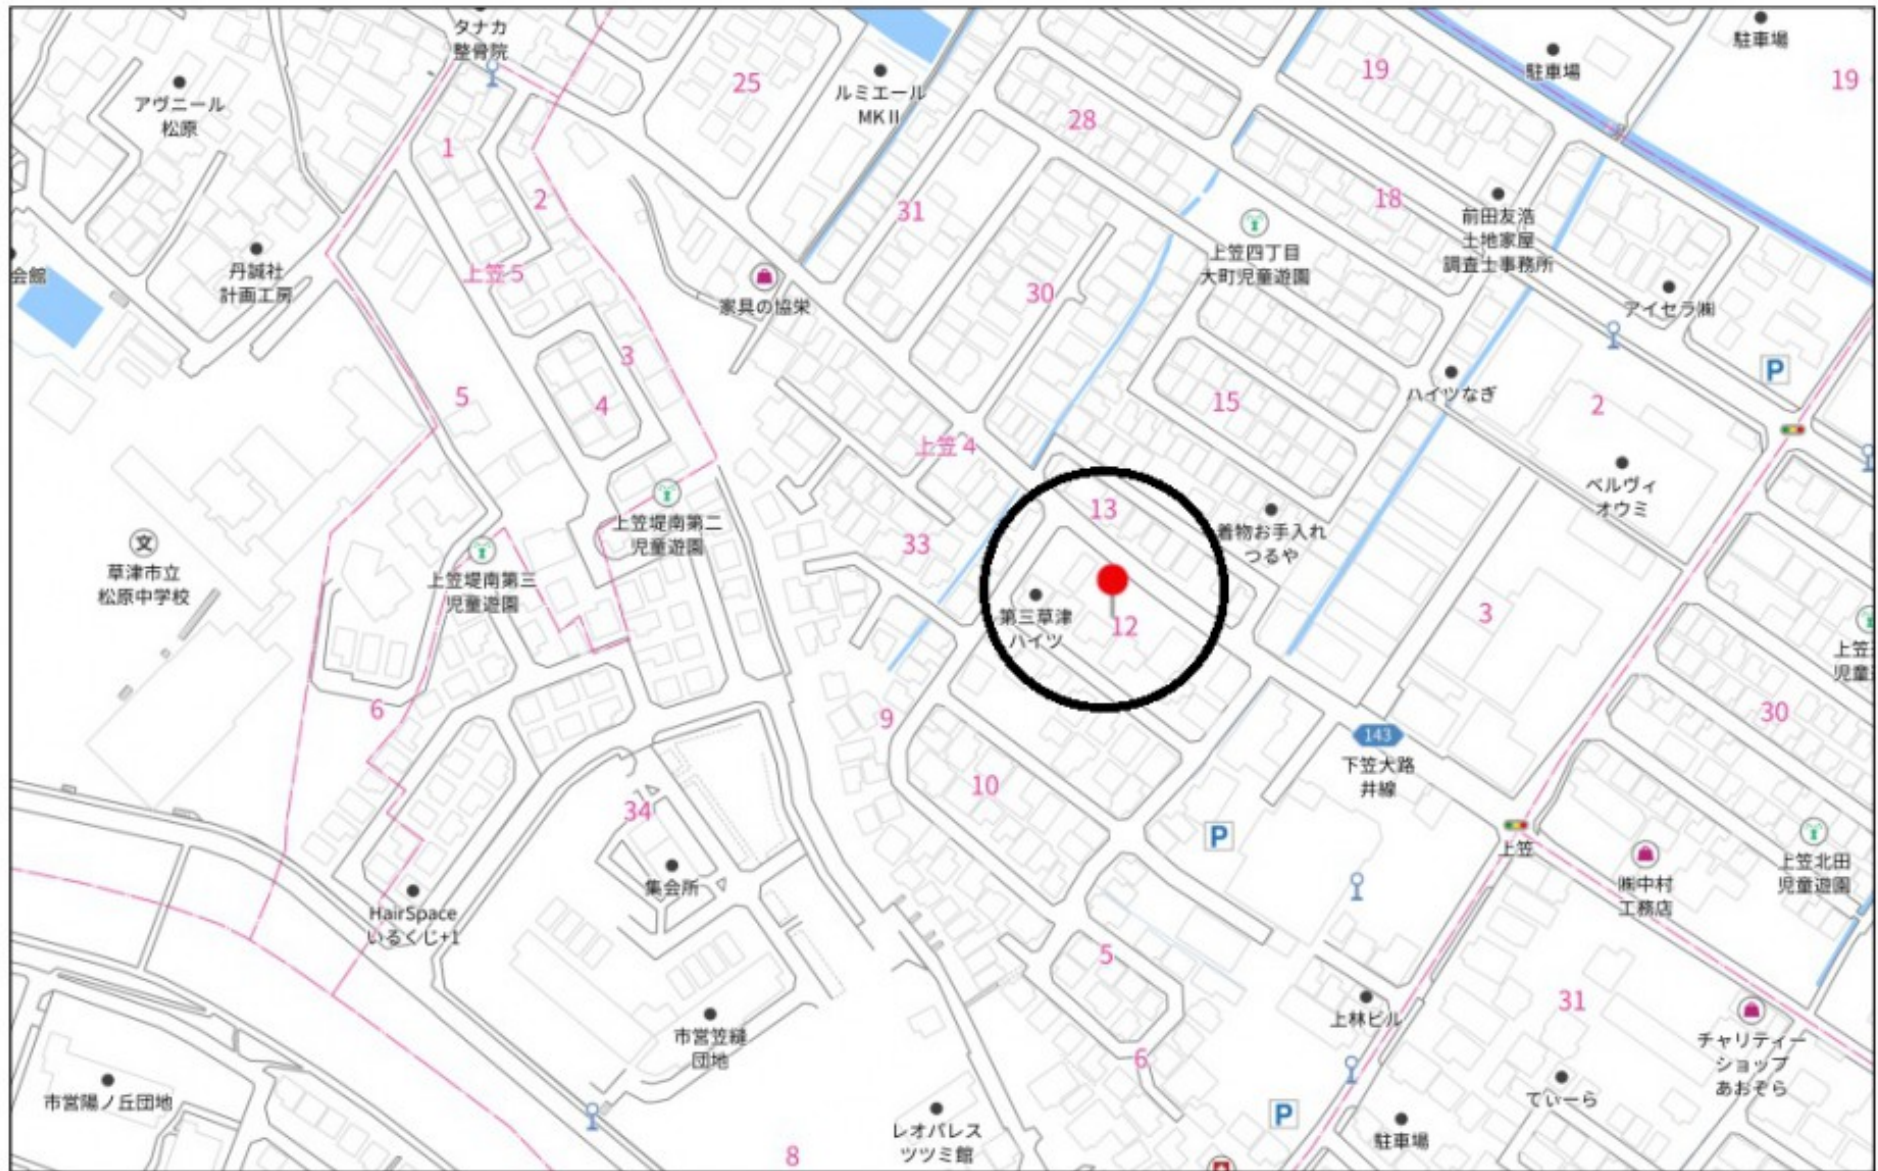 タナカ
整骨院
駐車場
駐車場
19
19
25
ルミエール
MKⅡ
アヴニール
松原
1
28
2
31
18
前田友浩
土地家屋
調査士事務所
上笠四丁目
大町児童遊園
会館
丹誠社
計画工房
上笠5
家具の協栄
30
アイセラ㈱
3
P
5
4
15
ハイツなぎ
2
上笠4
ベルヴィ
オウミ
上笠堤南第二
児童遊園
13
着物お手入れ
つるや
33
草津市立
松原中学校
文
上笠堤南第三
児童遊園
第三草津
ハイツ
12
3
上笠
児童
6
9
30
143
下笠大路
井線
10
34
P
上笠
集会所
㈱中村
工務店
上笠北田
児童遊園
HairSpace
いるくじ+1
5
31
上林ビル
市営笠縫
団地
チャリティー
ショップ
あおぞら
6
市営陽ノ丘団地
てぃーら
レオパレス
ツツミ館
P
駐車場
8